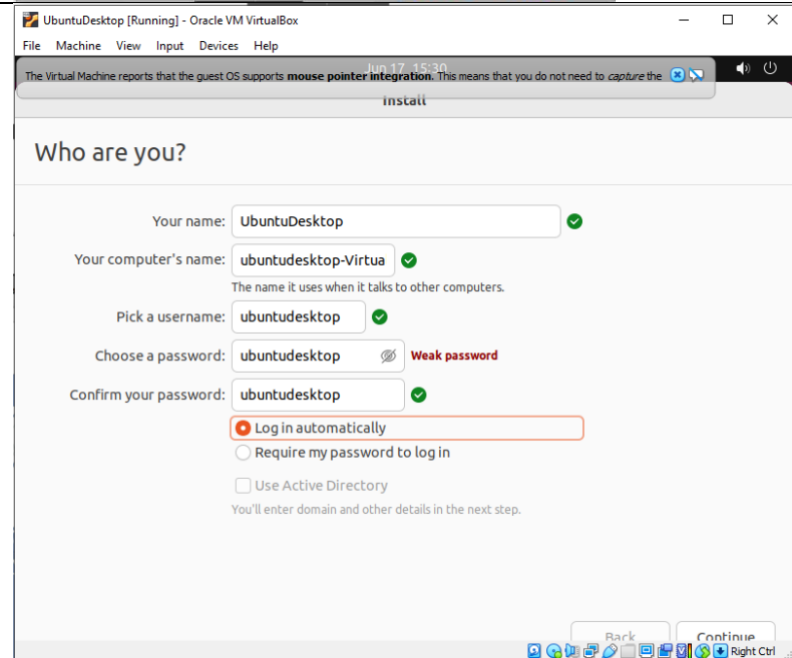 UbuntuDesktop [Running] - Oracle VM VirtualBox
File Machine View Input Devices Help
Jun 17 15:30
The Virtual Machine reports that the guest OS supports mouse pointer integration. This means that you do not need to capture the
Install
Who are you?
Your name: UbuntuDesktop
Your computer's name: ubuntudesktop-Virtua
The name it uses when it talks to other computers.
Pick a username: ubuntudesktop
Choose a password: ubuntudesktop Weak password
Confirm your password: ubuntudesktop
Log in automatically
Require my password to log in
Use Active Directory
You'll enter domain and other details in the next step.
Back Continue
Right Ctrl